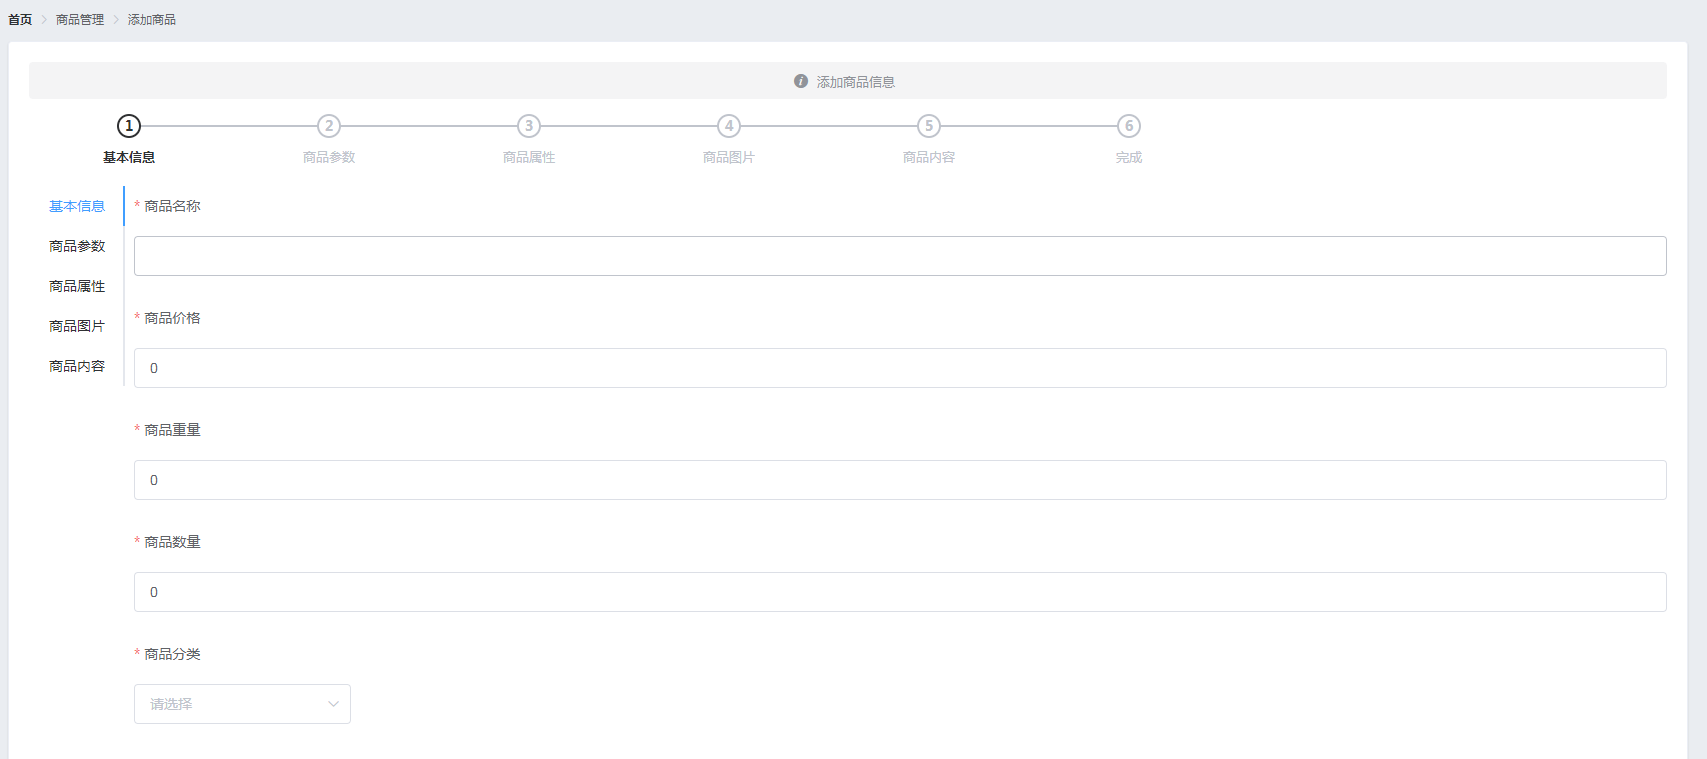 首页 > 商品管理 > 添加商品
添加商品信息
1 2 3 4 5 6
基本信息 商品参数 商品属性 商品图片 商品内容 完成
基本信息
商品参数
商品属性
商品图片
商品内容
* 商品名称
* 商品价格
0
* 商品重量
0
* 商品数量
0
* 商品分类
请选择